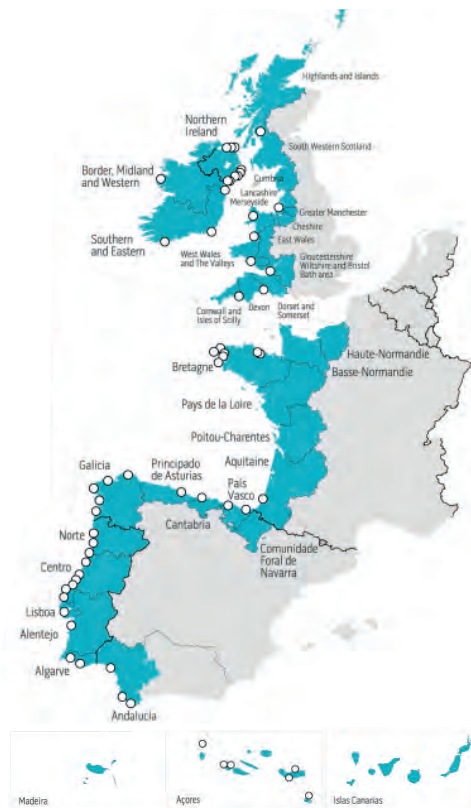 Highlands and Islands
Northern
Ireland
South Western Scotland
Border, Midland
and Western
Cumbria
Lancashire
Merseyside
Greater Manchester
Cheshire
East Wales
Southern
and Eastern
West Wales
and The Valleys
Gloucestershire
Wiltshire and Bristol
Bath area
Cornwall and
Isles of Scilly
Devon
Dorset and
Somerset
Haute-Normandie
Bretagne
Basse-Normandie
Pays de la Loire
Poitou-Charentes
Aquitaine
Galicia
Principado
de Asturias
País
Vasco
Cantabria
Comunidade
Foral de
Navarra
Norte
Centro
Lisboa
Alentejo
Algarve
Andalucía
Madeira
Açores
Islas Canarias